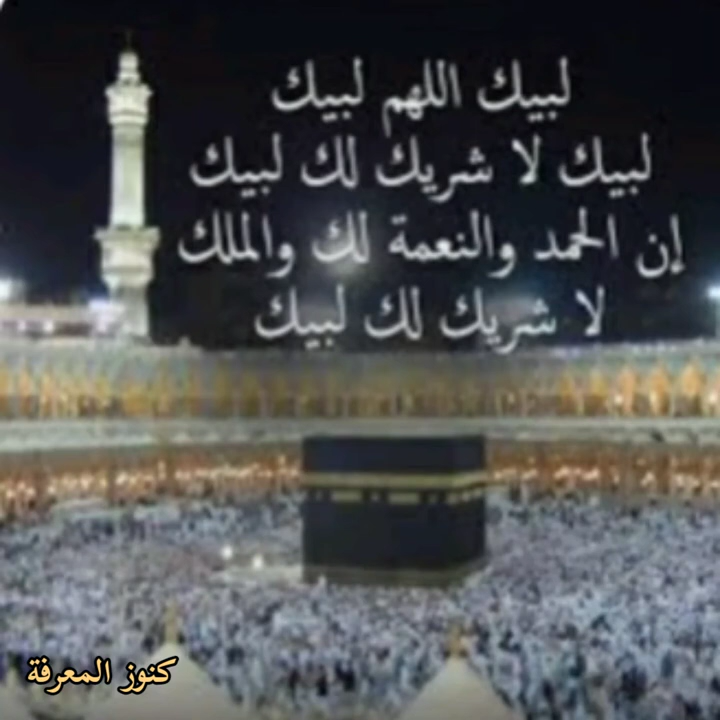 لبيك اللهم لبيك
لبيك لا شريك لك لبيك
إن الحمد والنعمة لك والملك
لا شريك لك لبيك
كنوز المعرفة